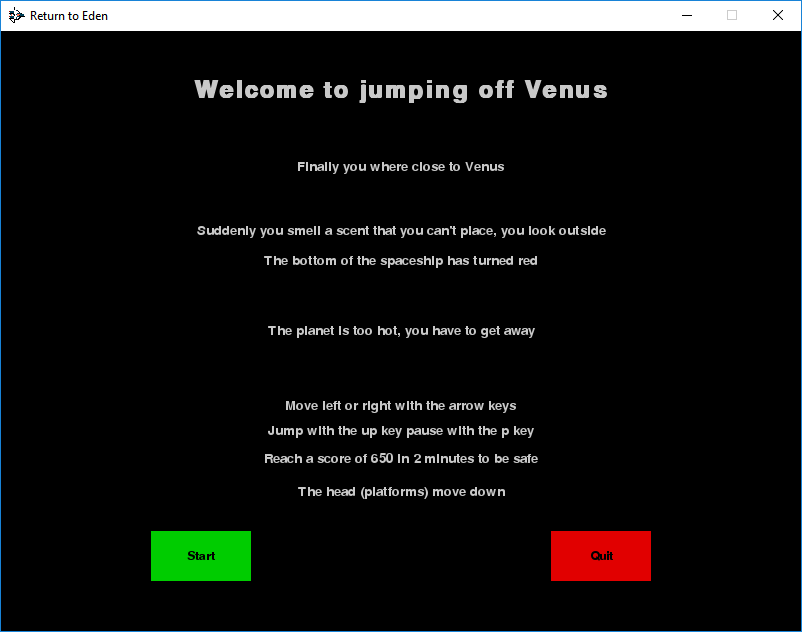 Return to Eden
Welcome to jumping off Venus
Finally you where close to Venus
Suddenly you smell a scent that you can't place, you look outside
The bottom of the spaceship has turned red
The planet is too hot, you have to get away
Move left or right with the arrow keys
Jump with the up key pause with the p key
Reach a score of 650 in 2 minutes to be safe
The head (platforms) move down
Start
Quit